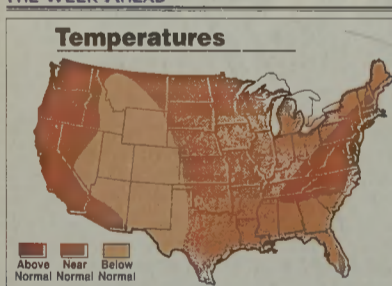 THE WEEK AHEAD
Temperatures
Above Near Below
Normal Normal Normal